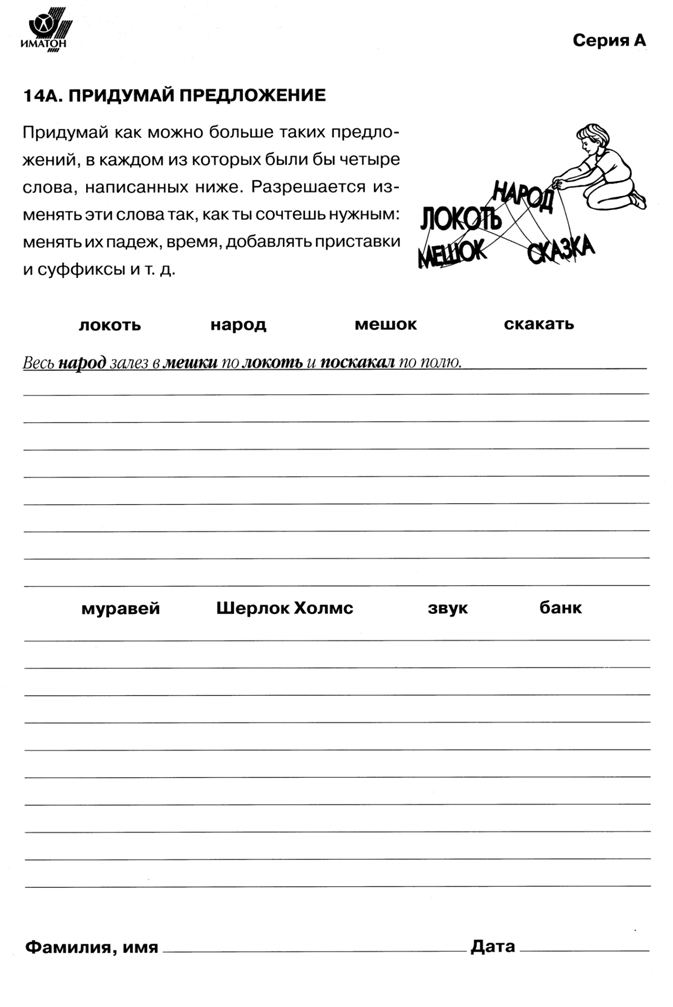 ИМАТОН
Серия А
14А. ПРИДУМАЙ ПРЕДЛОЖЕНИЕ
Придумай как можно больше таких предло-
жений, в каждом из которых были бы четыре
слова, написанных ниже. Разрешается из-
менять эти слова так, как ты сочтешь нужным:
менять их падеж, время, добавлять приставки
и суффиксы и т. д.
НАРОД
ЛОКОТЬ
МЕШОК СКАЗКА
локоть народ мешок скакать
Весь народ залез в мешки по локоть и поскакал по полю.
муравей Шерлок Холмс звук банк
Фамилия, имя Дата